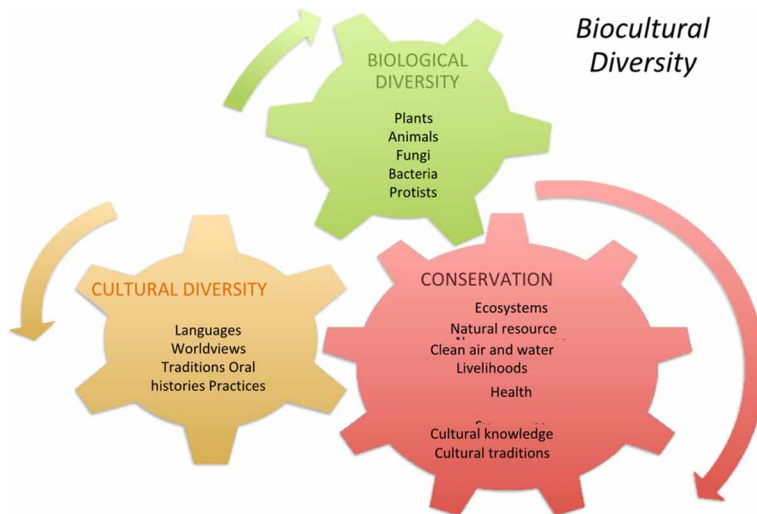 Biocultural
Diversity
BIOLOGICAL
DIVERSITY
Plants
Animals
Fungi
Bacteria
Protists
CULTURAL DIVERSITY
Languages
Worldviews
Traditions Oral
histories Practices
CONSERVATION
Ecosystems
Natural resource
Clean air and water
Livelihoods
Health
Cultural knowledge
Cultural traditions